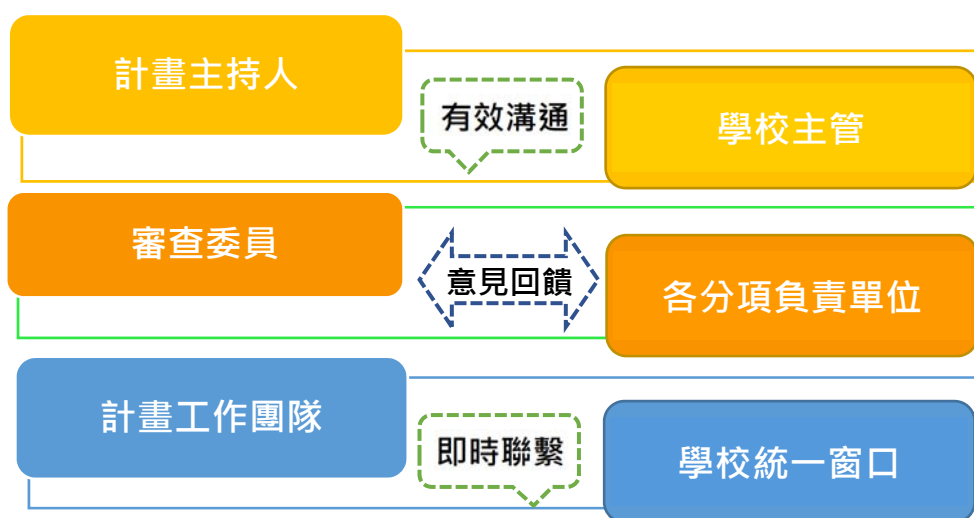 計畫主持人
有效溝通
學校主管
審查委員
意見回饋
各分項負責單位
計畫工作團隊
即時聯繫
學校統一窗口